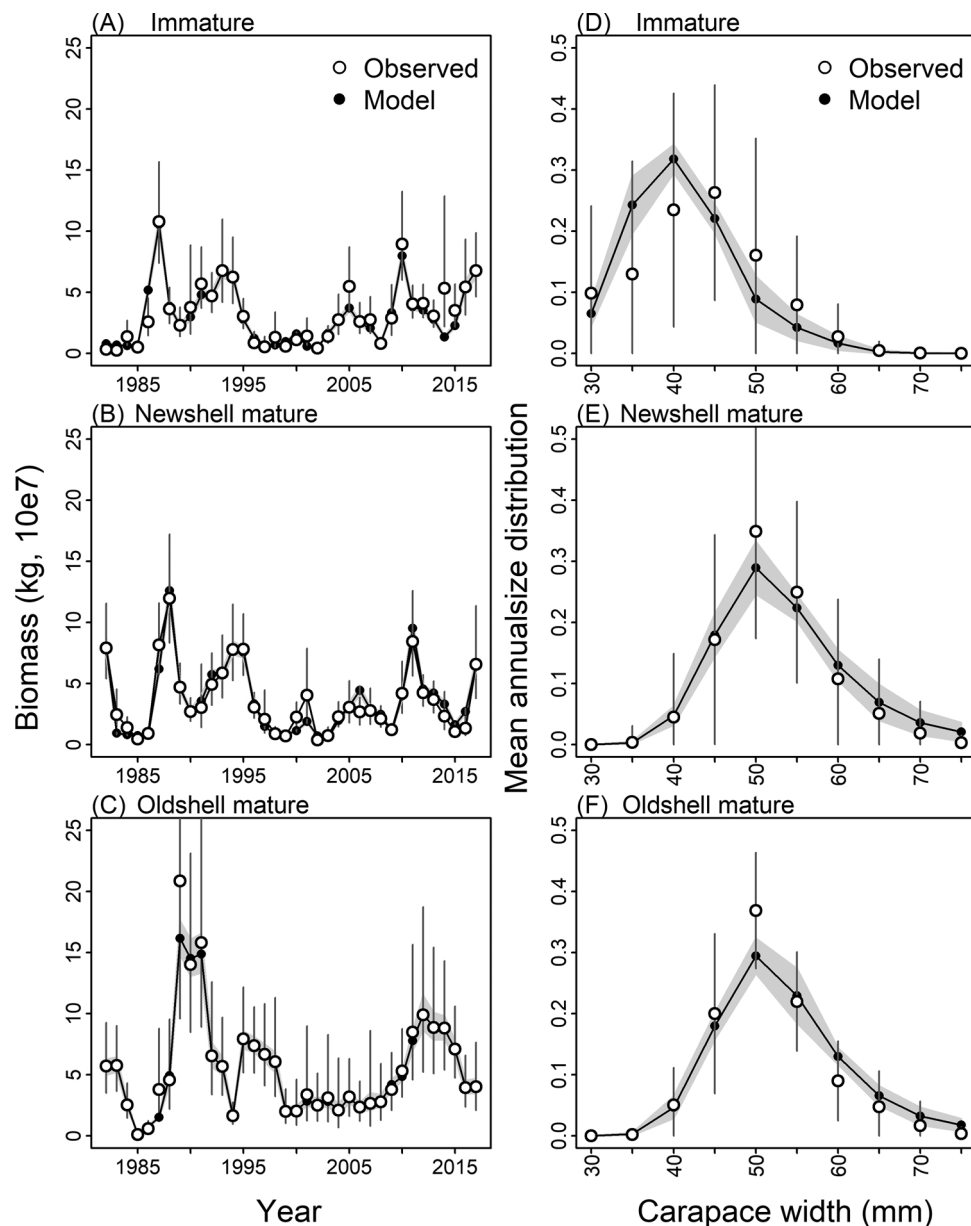 (A) Immature
Observed
Model
0 5 10 15 20 25
1985 1995 2005 2015
(B) Newshell mature
0 5 10 15 20 25
1985 1995 2005 2015
(C) Oldshell mature
0 5 10 15 20 25
1985 1995 2005 2015
Biomass (kg, 10e7)
Year
(D) Immature
Observed
Model
0.0 0.1 0.2 0.3 0.4 0.5
30 40 50 60 70
(E) Newshell mature
0.0 0.1 0.2 0.3 0.4 0.5
30 40 50 60 70
(F) Oldshell mature
0.0 0.1 0.2 0.3 0.4 0.5
30 40 50 60 70
Mean annualsize distribution
Carapace width (mm)